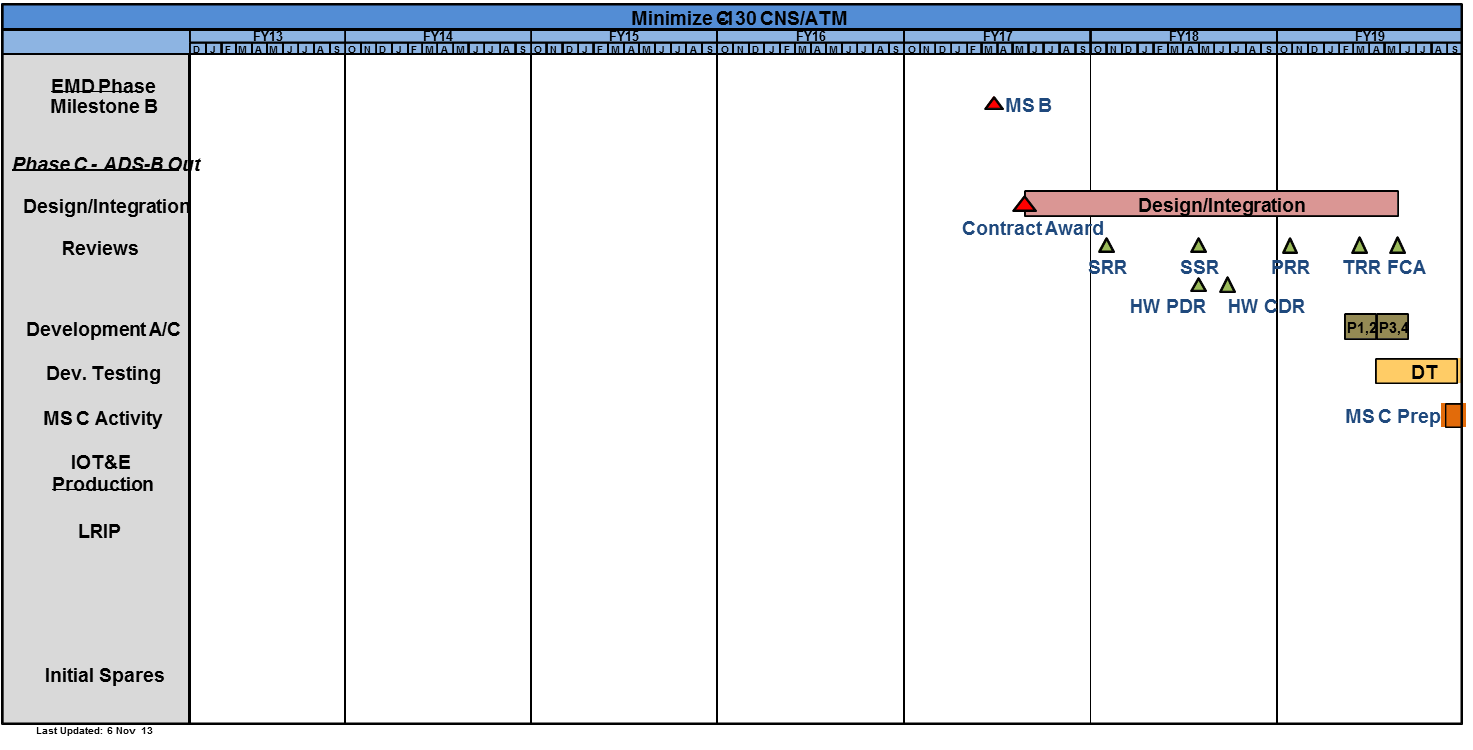 Minimize C-130 CNS/ATM
FY13 FY14 FY15 FY16 FY17 FY18 FY19
D J F M A M J J A S O N D J F M A M J J A S O N D J F M A M J J A S O N D J F M A M J J A S O N D J F M A M J J A S O N D J F M A M J J A S O N D J F M A M J J A S
EMD Phase
Milestone B
MS B
Phase C - ADS-B Out
Design/Integration
Design/Integration
Contract Award
Reviews
SRR SSR PRR TRR FCA
HW PDR HW CDR
Development A/C
P1,2 P3,4
Dev. Testing
DT
MS C Activity
MS C Prep
IOT&E
Production
LRIP
Initial Spares
Last Updated: 6 Nov 13